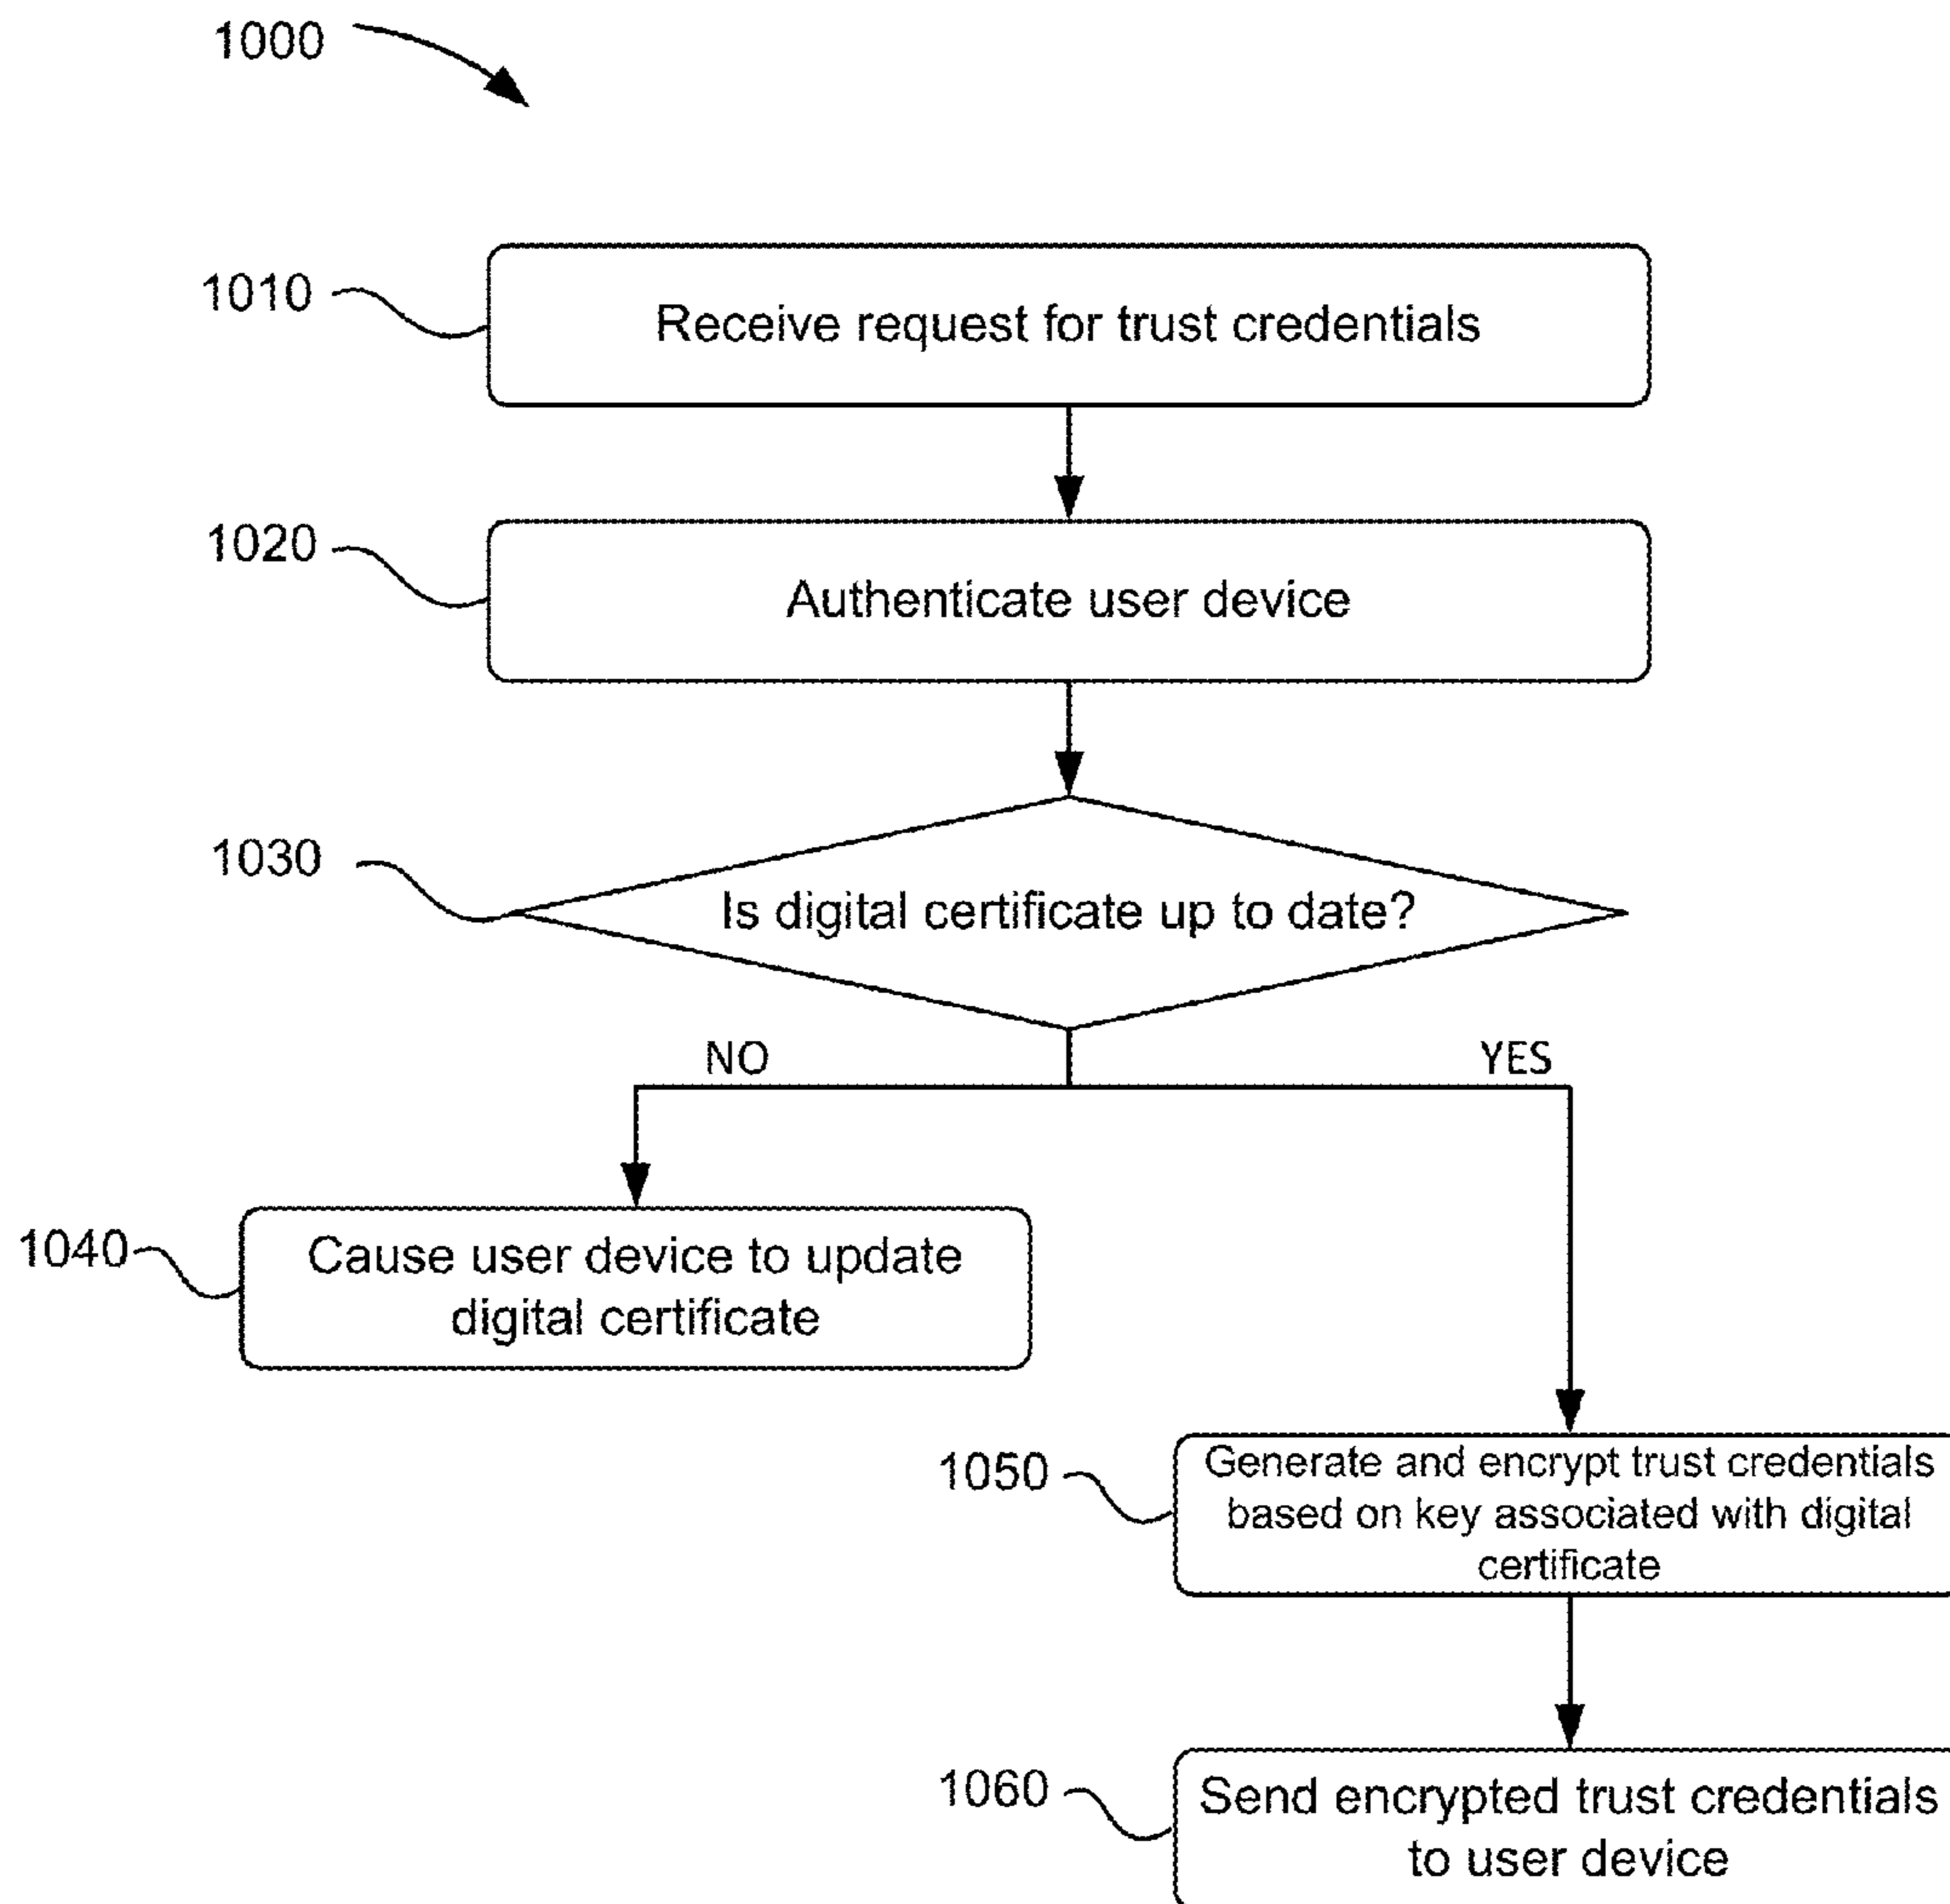 1000
1010
Receive request for trust credentials
1020
Authenticate user device
1030
Is digital certificate up to date?
NO
YES
1040
Cause user device to update
digital certificate
1050
Generate and encrypt trust credentials
based on key associated with digital
certificate
1060
Send encrypted trust credentials
to user device